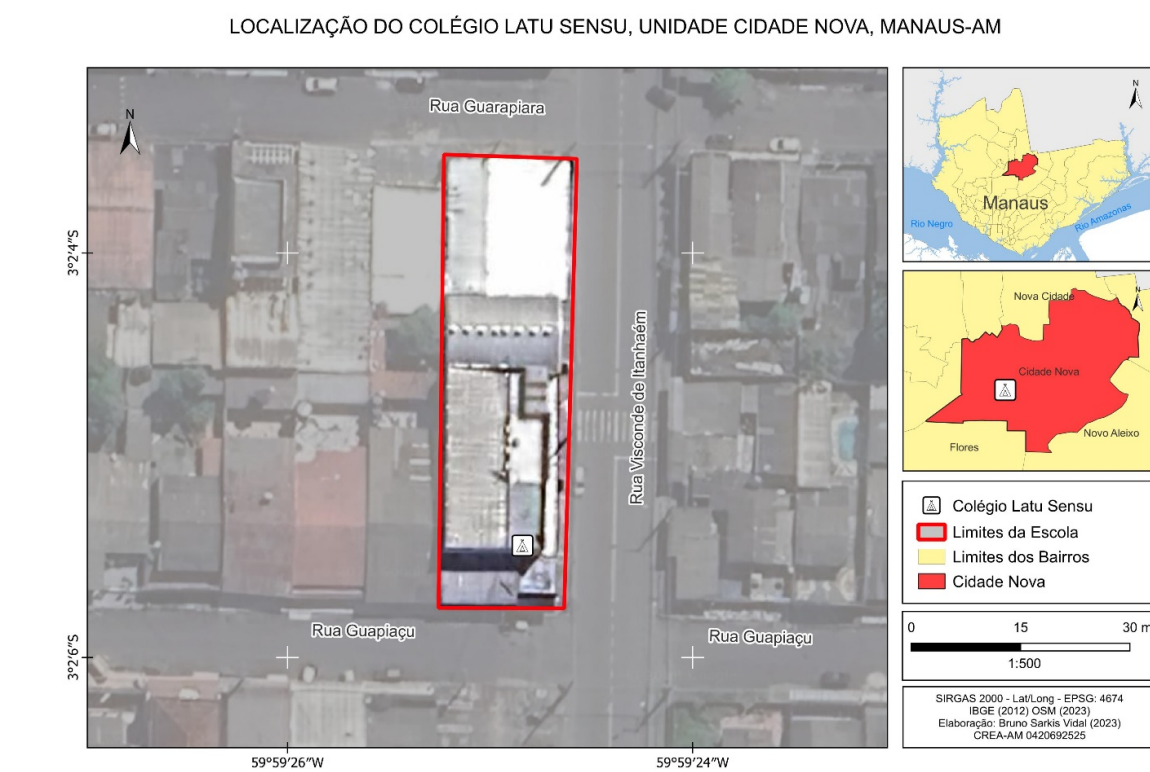 LOCALIZAÇÃO DO COLÉGIO LATU SENSU, UNIDADE CIDADE NOVA, MANAUS-AM
N
Rua Guarapiara
Rua Visconde de Itanhaém
Rua Guapiaçu
Rua Guapiaçu
3°2'4"S
3°2'6"S
59°59'26"W
59°59'24"W
N
Manaus
Rio Negro
Rio Amazonas
N
Nova Cidade
Cidade Nova
Novo Aleixo
Flores
Colégio Latu Sensu
Limites da Escola
Limites dos Bairros
Cidade Nova
0 15 30 m
1:500
SIRGAS 2000 - Lat/Long - EPSG: 4674
IBGE (2012) OSM (2023)
Elaboração: Bruno Sarkis Vidal (2023)
CREA-AM 0420692525